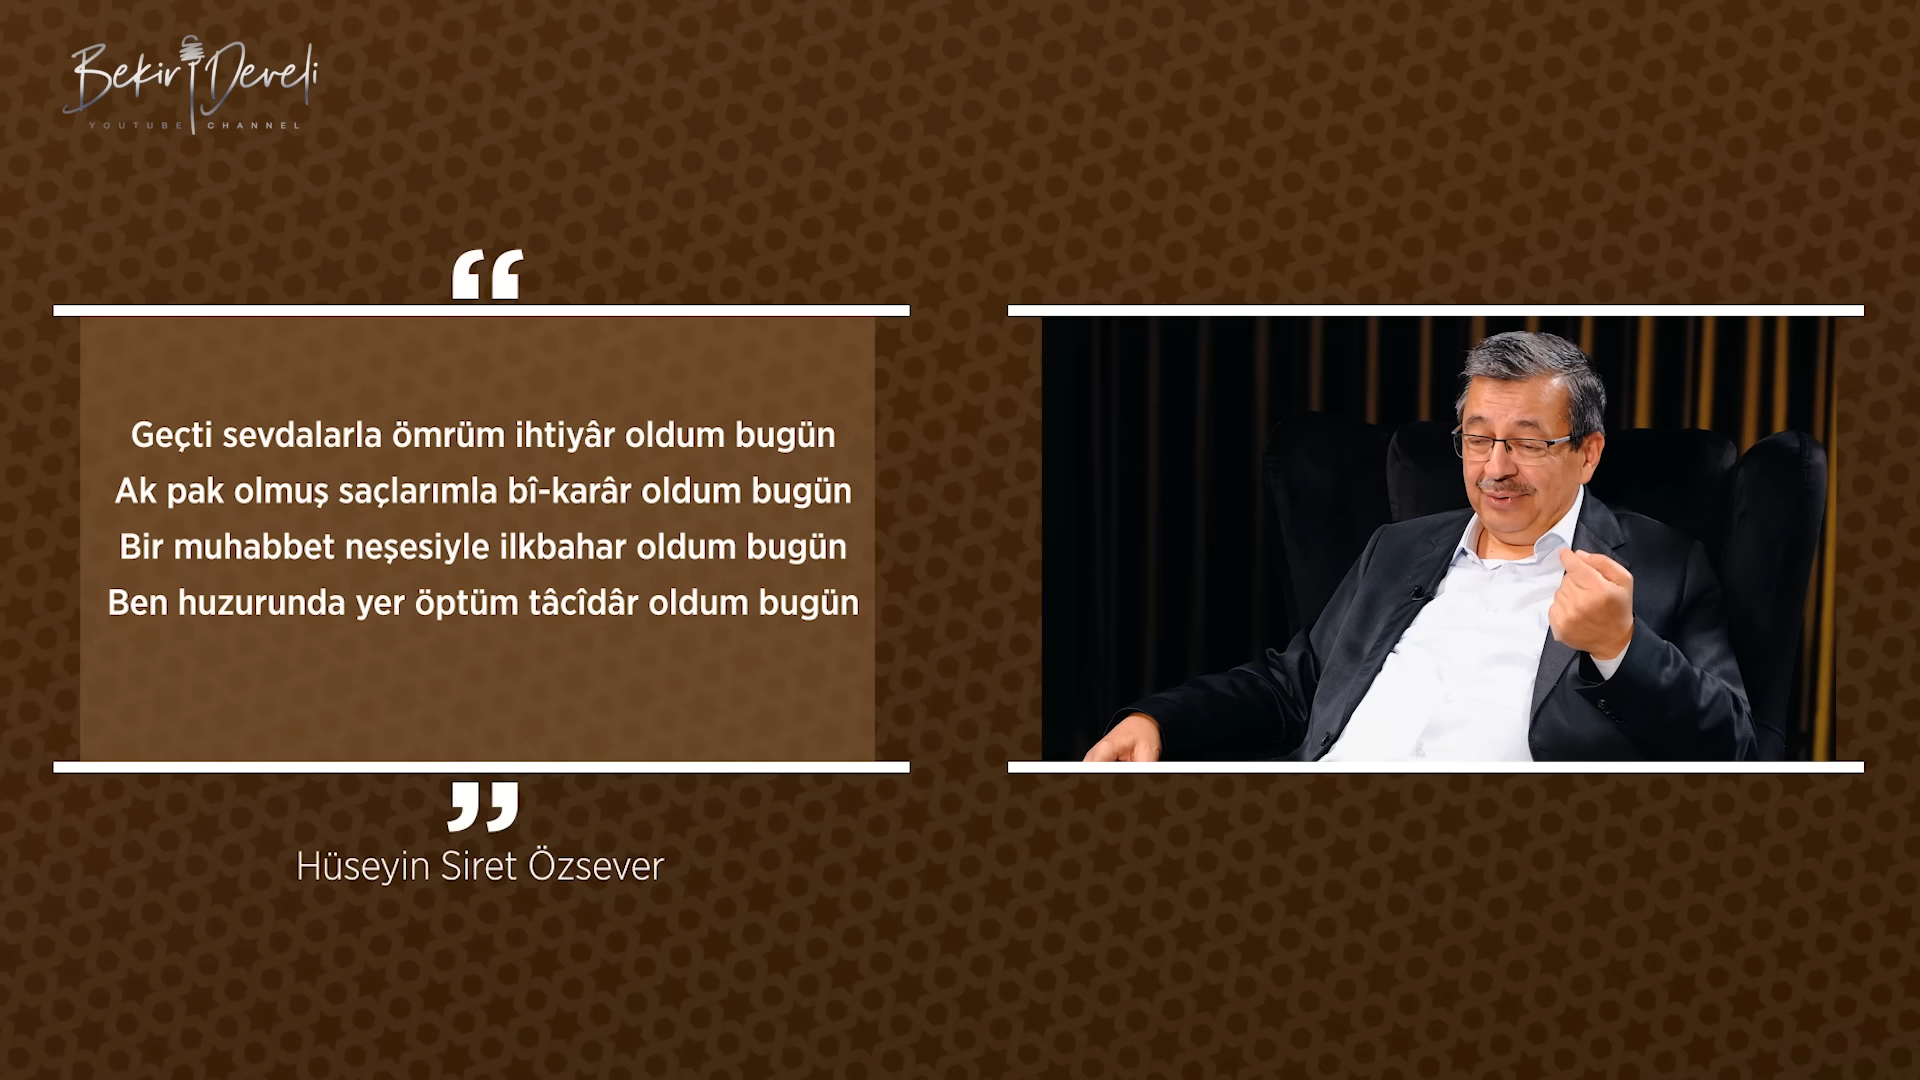 Bekir Develi
YOUTUBE CHANNEL
“
Geçti sevdalarla ömrüm ihtiyâr oldum bugün
Ak pak olmuş saçlarımla bî-karâr oldum bugün
Bir muhabbet neşesiyle ilkbahar oldum bugün
Ben huzurunda yer öptüm tâcîdâr oldum bugün
”
Hüseyin Siret Özsever